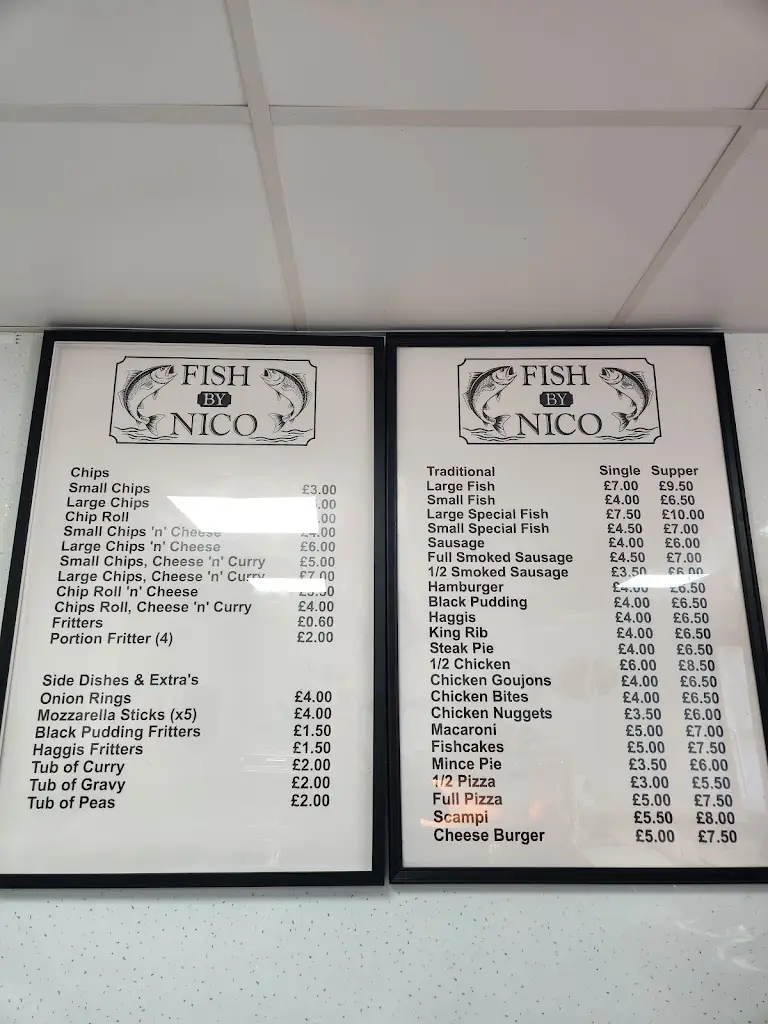 FISH
BY
NICO
Chips
Small Chips £3.00
Large Chips .00
Chip Roll .00
Small Chips 'n' Cheese £4.00
Large Chips 'n' Cheese £6.00
Small Chips, Cheese 'n' Curry £5.00
Large Chips, Cheese 'n' Curry £7.00
Chip Roll 'n' Cheese
Chips Roll, Cheese 'n' Curry £4.00
Fritters £0.60
Portion Fritter (4) £2.00
Side Dishes & Extra's
Onion Rings £4.00
Mozzarella Sticks (x5) £4.00
Black Pudding Fritters £1.50
Haggis Fritters £1.50
Tub of Curry £2.00
Tub of Gravy £2.00
Tub of Peas £2.00
FISH
BY
NICO
Traditional Single Supper
Large Fish £7.00 £9.50
Small Fish £4.00 £6.50
Large Special Fish £7.50 £10.00
Small Special Fish £4.50 £7.00
Sausage £4.00 £6.00
Full Smoked Sausage £4.50 £7.00
1/2 Smoked Sausage £3.50 £6.00
Hamburger £4.00 £6.50
Black Pudding £4.00 £6.50
Haggis £4.00 £6.50
King Rib £4.00 £6.50
Steak Pie £4.00 £6.50
1/2 Chicken £6.00 £8.50
Chicken Goujons £4.00 £6.50
Chicken Bites £4.00 £6.50
Chicken Nuggets £3.50 £6.00
Macaroni £5.00 £7.00
Fishcakes £5.00 £7.50
Mince Pie £3.50 £6.00
1/2 Pizza £3.00 £5.50
Full Pizza £5.00 £7.50
Scampi £5.50 £8.00
Cheese Burger £5.00 £7.50